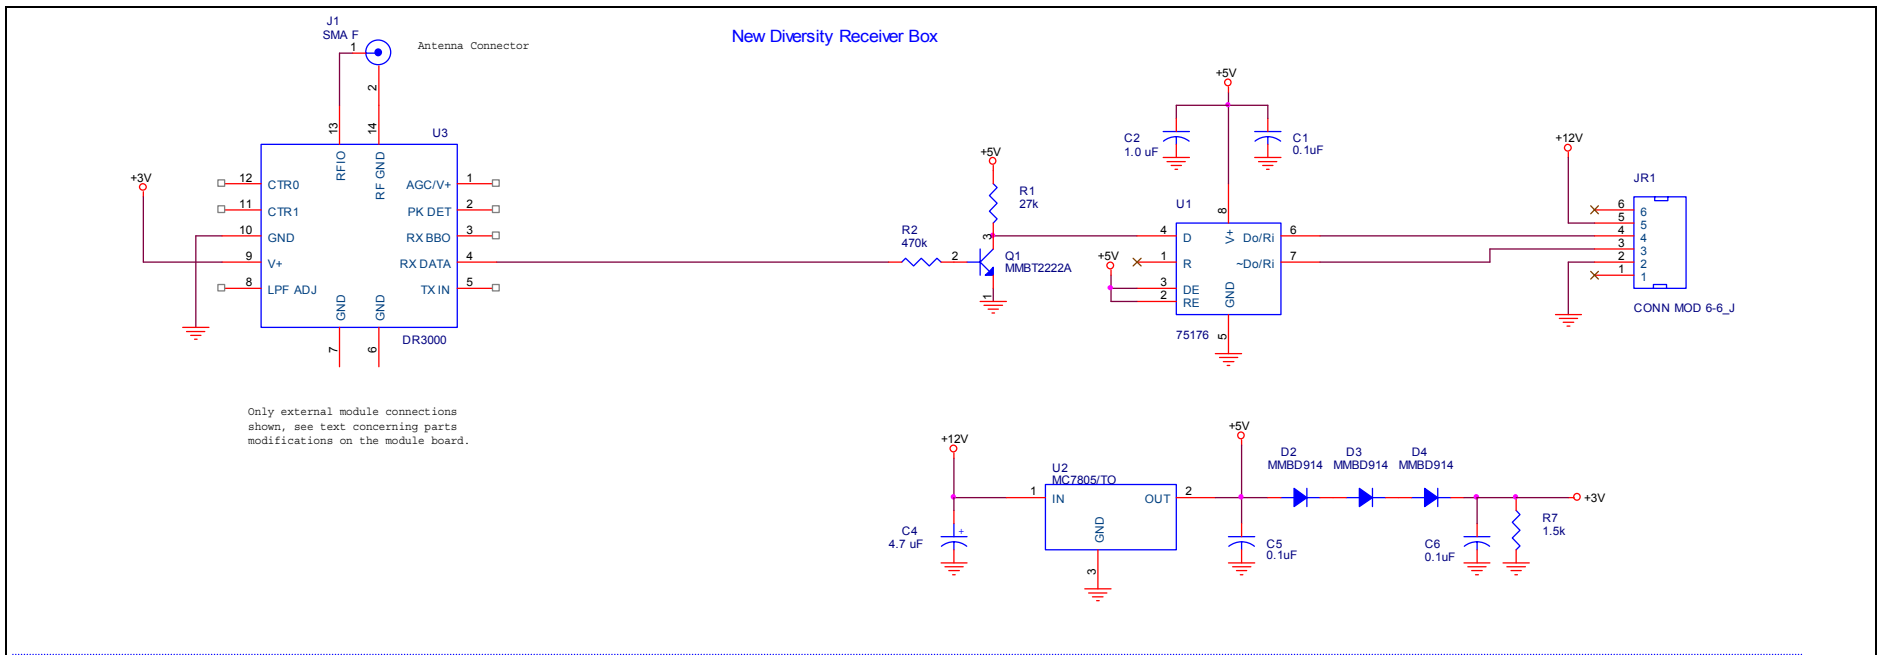 New Diversity Receiver Box
J1
SMA F
1
Antenna Connector
2
13
14
U3
RFIO
RF GND
+3V
12 CTR0
11 CTR1
10 GND
9 V+
8 LPF ADJ
AGC/V+ 1
PK DET 2
RX BBO 3
RX DATA 4
TX IN 5
GND
GND
7
6
DR3000
Only external module connections
shown, see text concerning parts
modifications on the module board.
R2
470k
+5V
R1
27k
3
2
Q1
MMBT2222A
1
+5V
C2
1.0 uF
C1
0.1uF
U1
8
V+
4 D
1 R
3 DE
2 RE
+5V
Do/Ri 6
~Do/Ri 7
GND
5
75176
+12V
JR1
6 6
5 5
4 4
3 3
2 2
1 1
CONN MOD 6-6_J
+12V
C4
4.7 uF
+
U2
MC7805/TO
1 IN
OUT 2
GND
3
+5V
C5
0.1uF
D2
MMBD914
D3
MMBD914
D4
MMBD914
C6
0.1uF
R7
1.5k
+3V